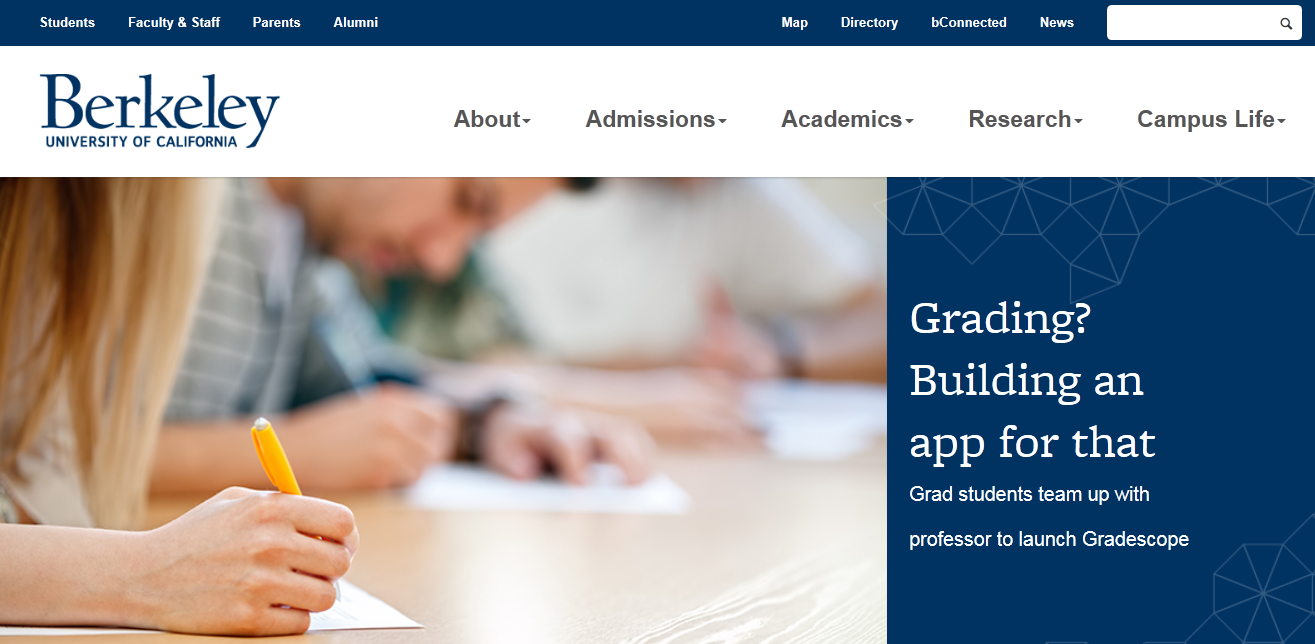 Students Faculty & Staff Parents Alumni Map Directory bConnected News
Berkeley
UNIVERSITY OF CALIFORNIA
About Admissions Academics Research Campus Life
Grading?
Building an
app for that
Grad students team up with
professor to launch Gradescope